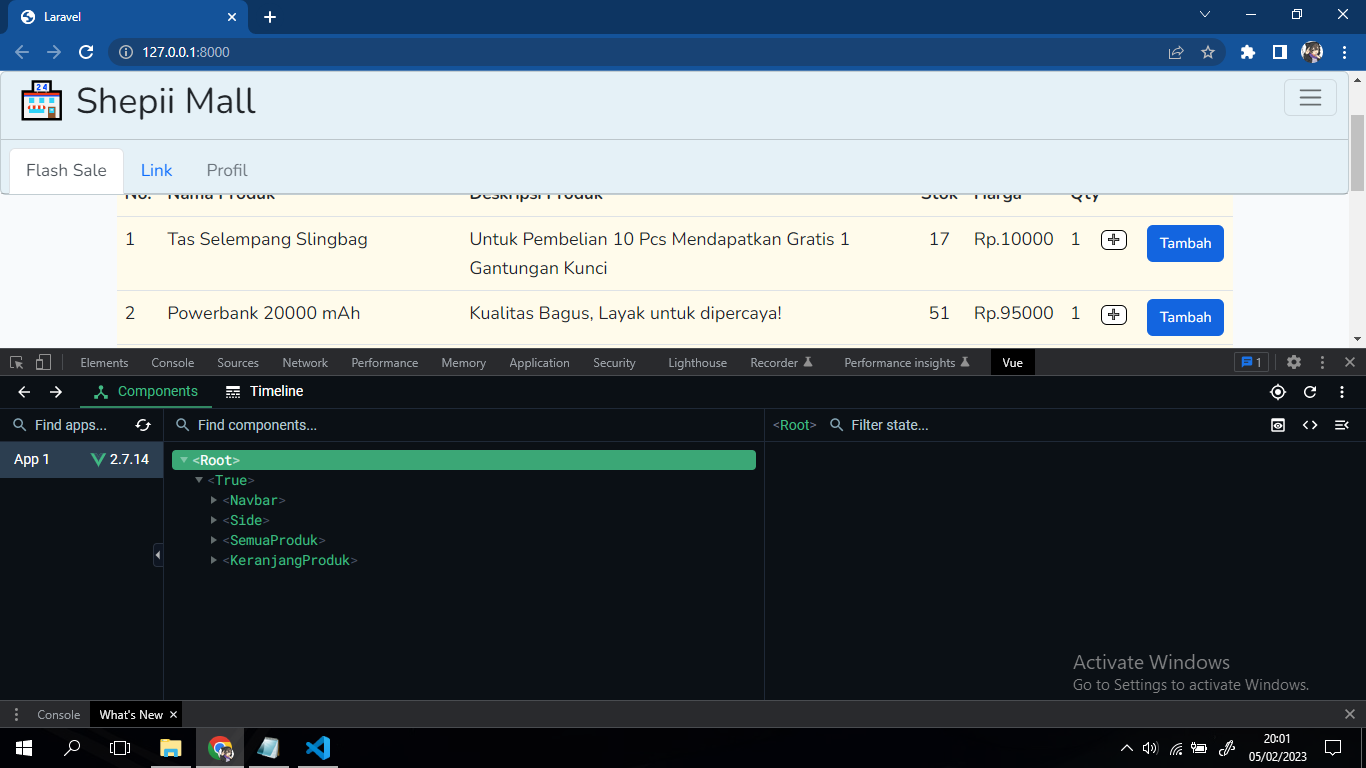 Laravel
127.0.0.1:8000
24
Shepii Mall
Flash Sale Link Profil
No. Nama Produk Deskripsi Produk Stok Harga Qty
1 Tas Selempang Slingbag Untuk Pembelian 10 Pcs Mendapatkan Gratis 1 17 Rp.10000 1 Tambah
Gantungan Kunci
2 Powerbank 20000 mAh Kualitas Bagus, Layak untuk dipercaya! 51 Rp.95000 1 Tambah
Elements Console Sources Network Performance Memory Application Security Lighthouse Recorder Performance insights Vue 1
Components Timeline
Find apps... Find components... <Root> Filter state...
App 1 2.7.14
<Root>
<True>
<Navbar>
<Side>
<SemuaProduk>
<KeranjangProduk>
Activate Windows
Go to Settings to activate Windows.
Console What's New
20:01
05/02/2023